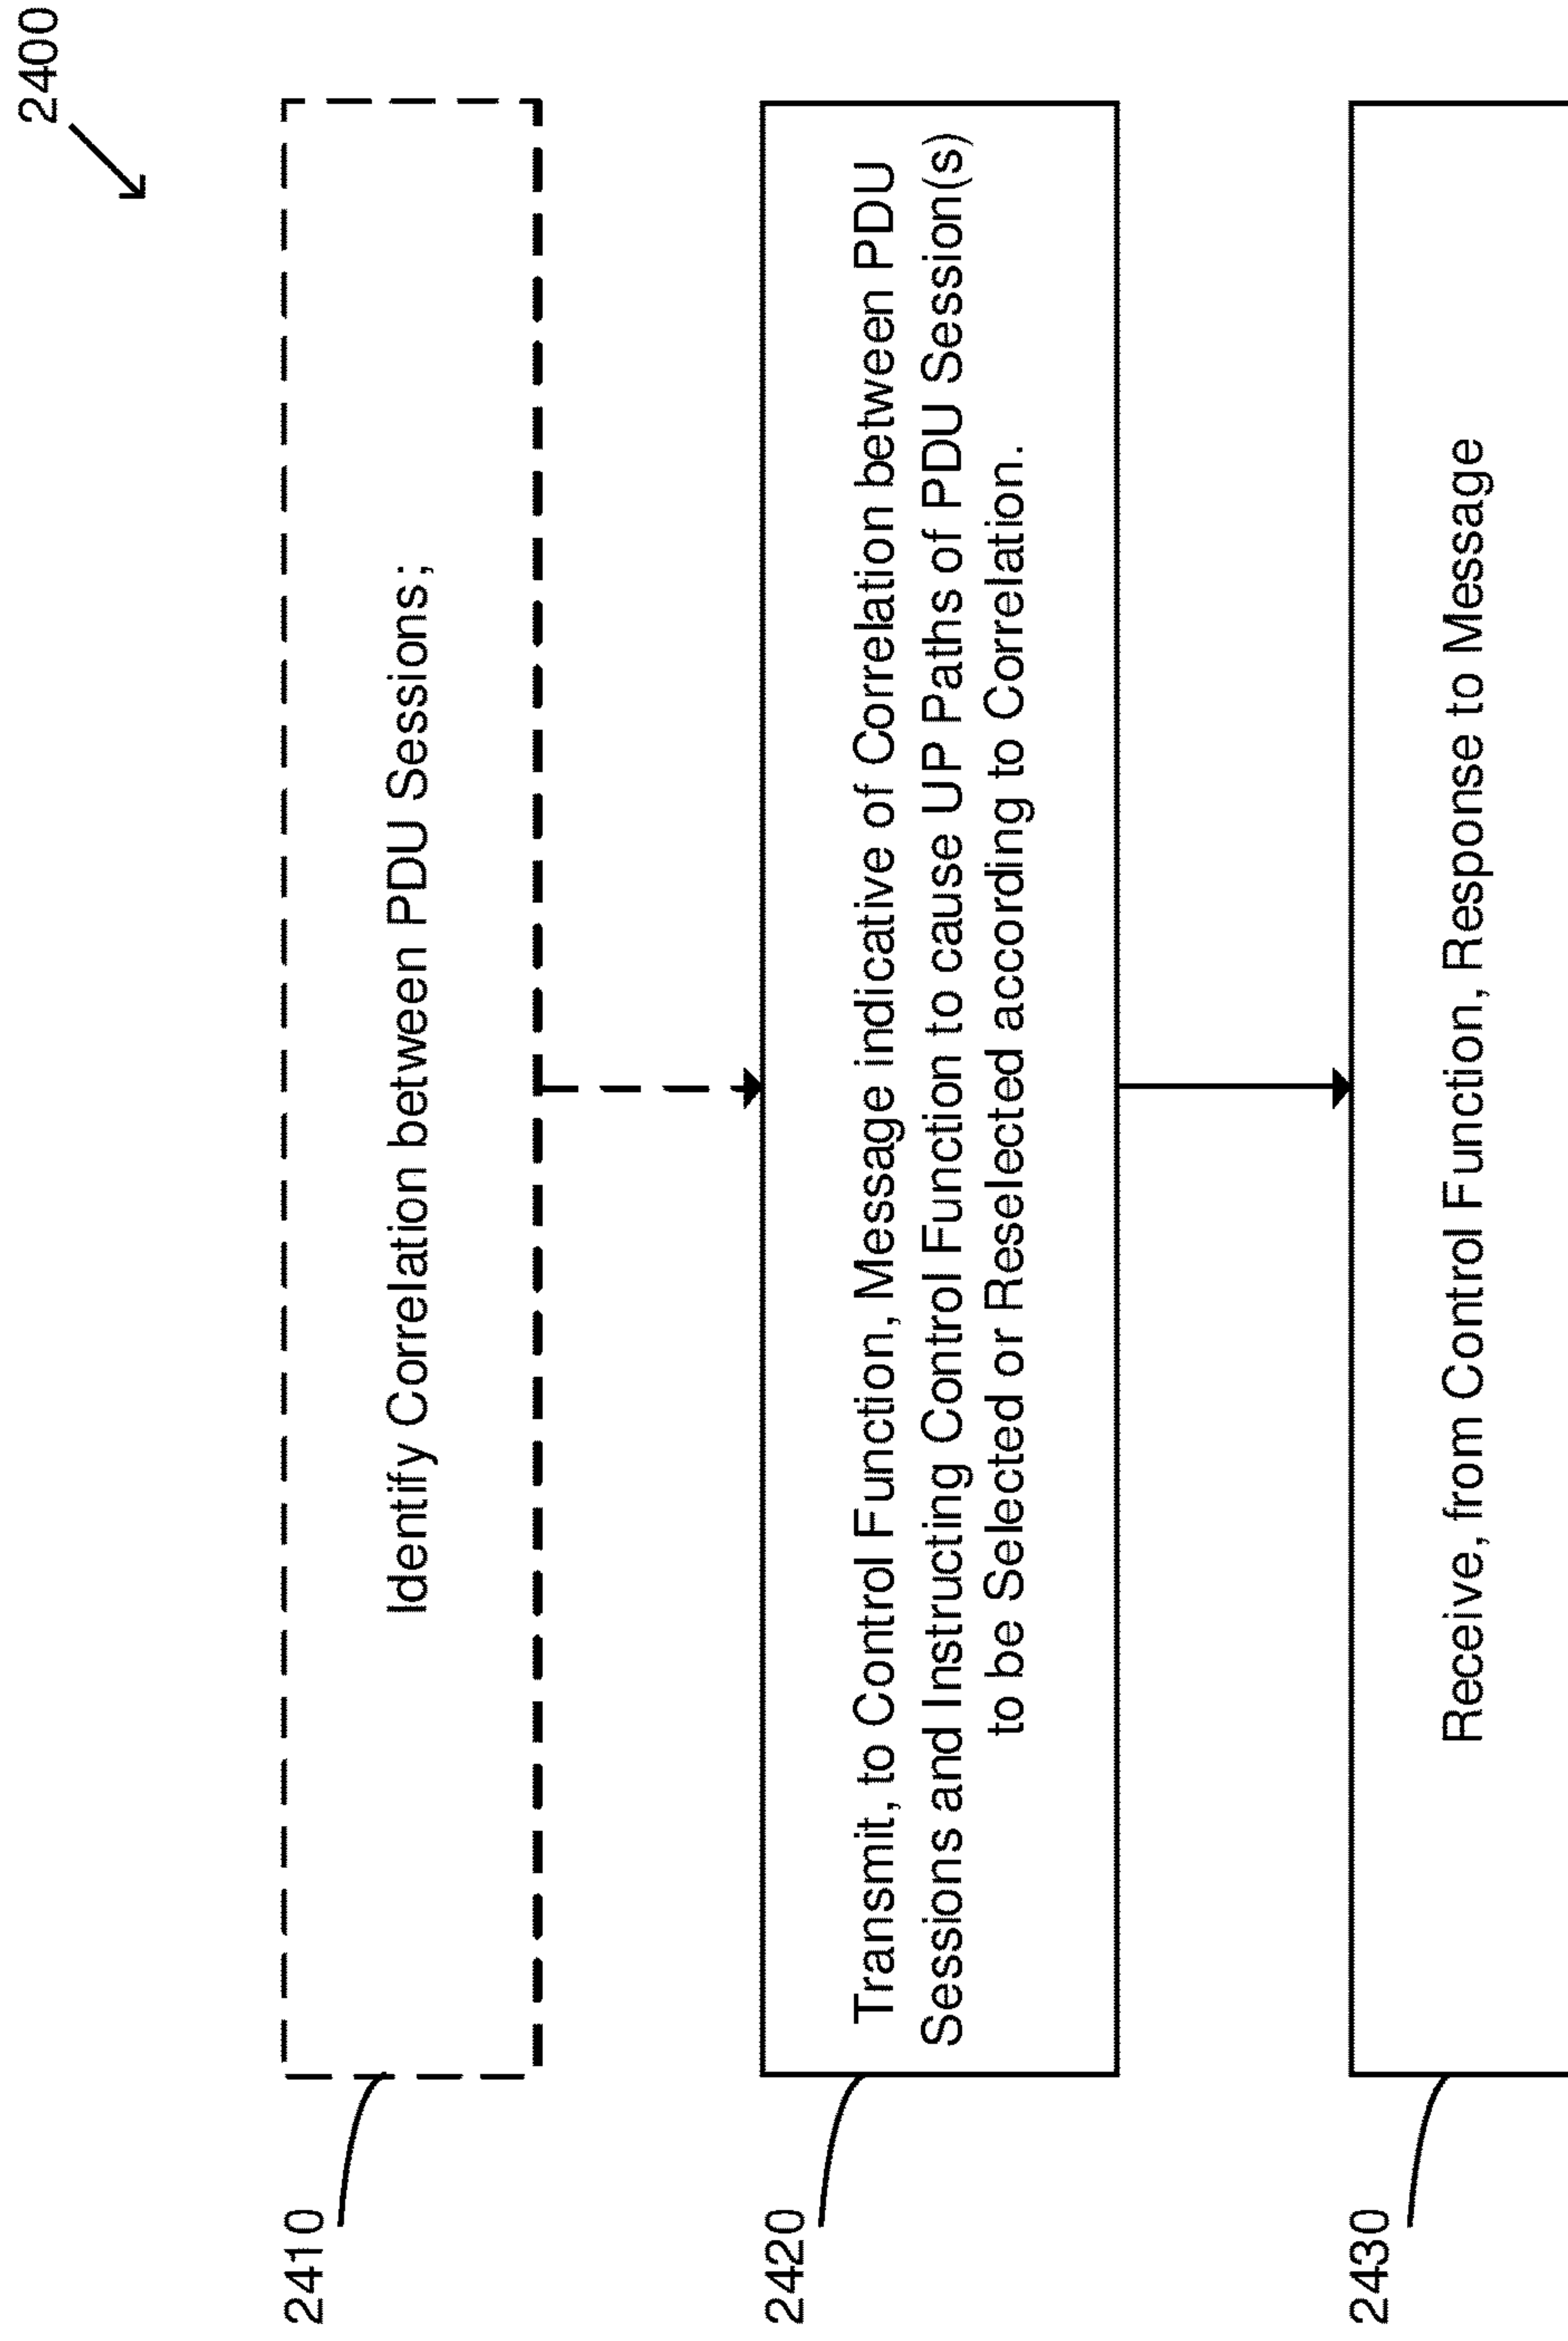 2400
2410
Identify Correlation between PDU Sessions;
2420
Transmit, to Control Function, Message indicative of Correlation between PDU
Sessions and Instructing Control Function to cause UP Paths of PDU Session(s)
to be Selected or Reselected according to Correlation.
2430
Receive, from Control Function, Response to Message